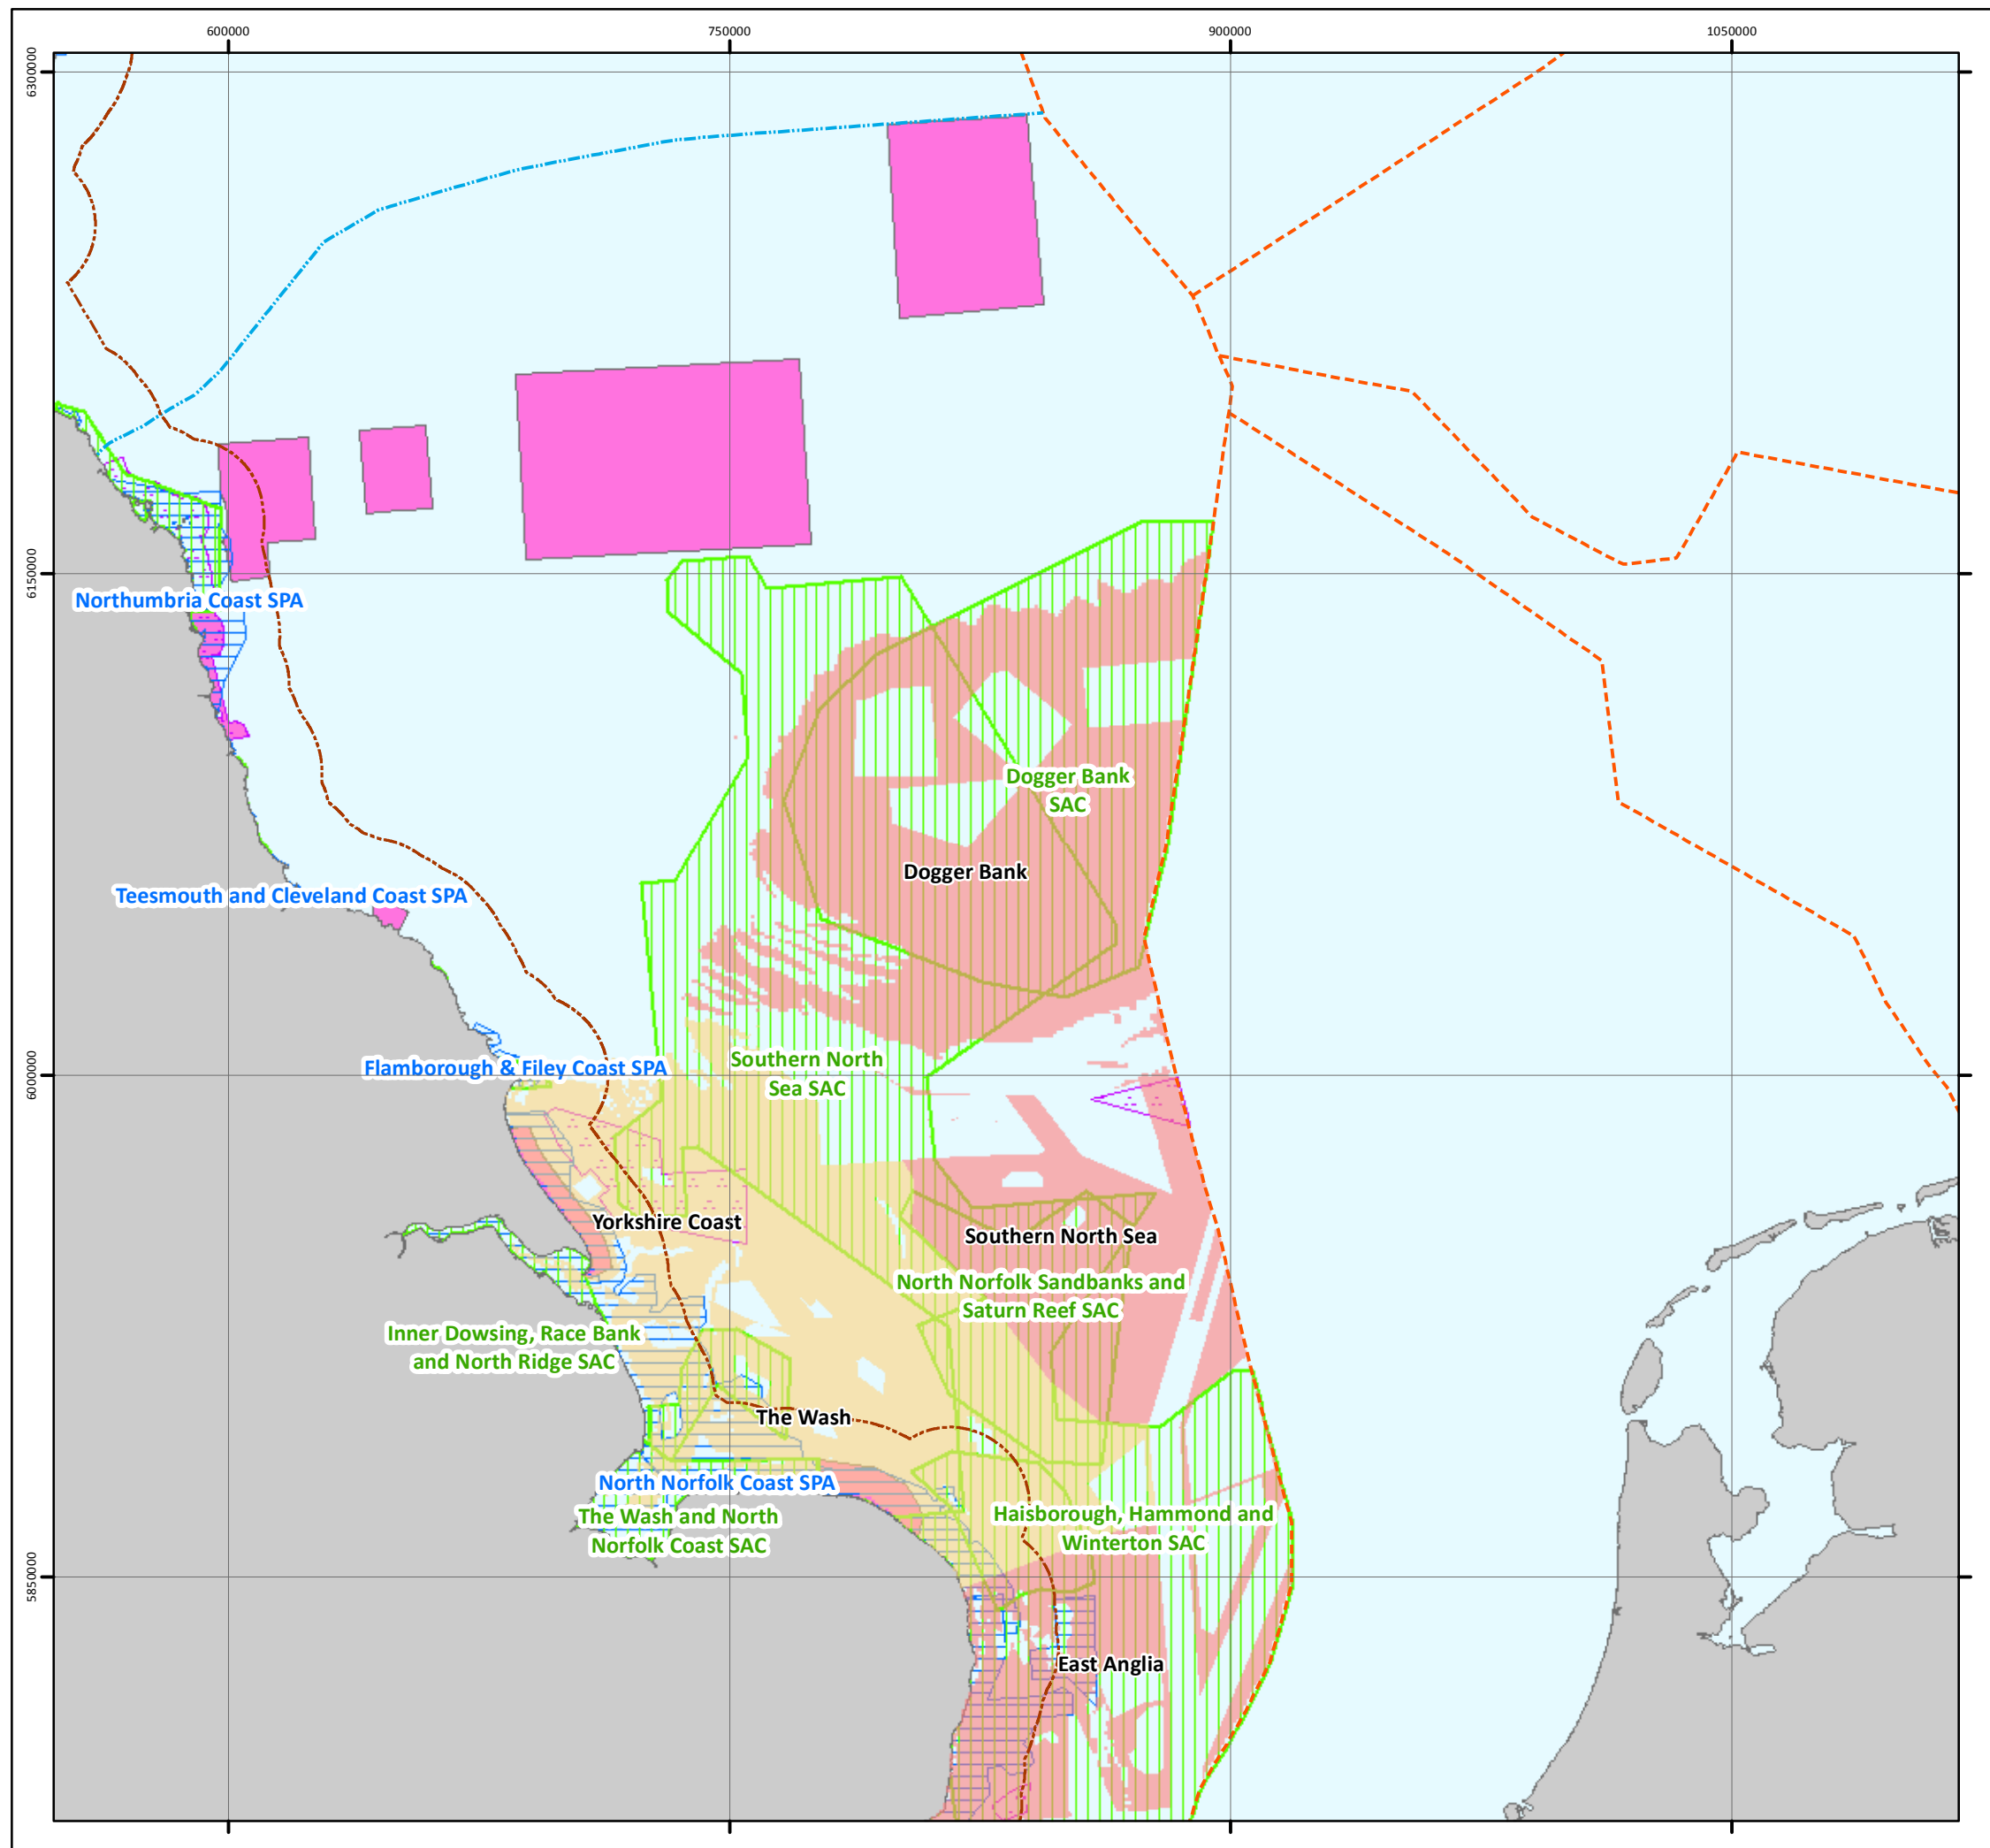 600000
750000
900000
1050000
6300000
6150000
6000000
5850000
Northumbria Coast SPA
Dogger Bank
SAC
Dogger Bank
Teesmouth and Cleveland Coast SPA
Southern North
Sea SAC
Flamborough & Filey Coast SPA
Yorkshire Coast
Southern North Sea
North Norfolk Sandbanks and
Saturn Reef SAC
Inner Dowsing, Race Bank
and North Ridge SAC
The Wash
North Norfolk Coast SPA
The Wash and North
Norfolk Coast SAC
Haisborough, Hammond and
Winterton SAC
East Anglia